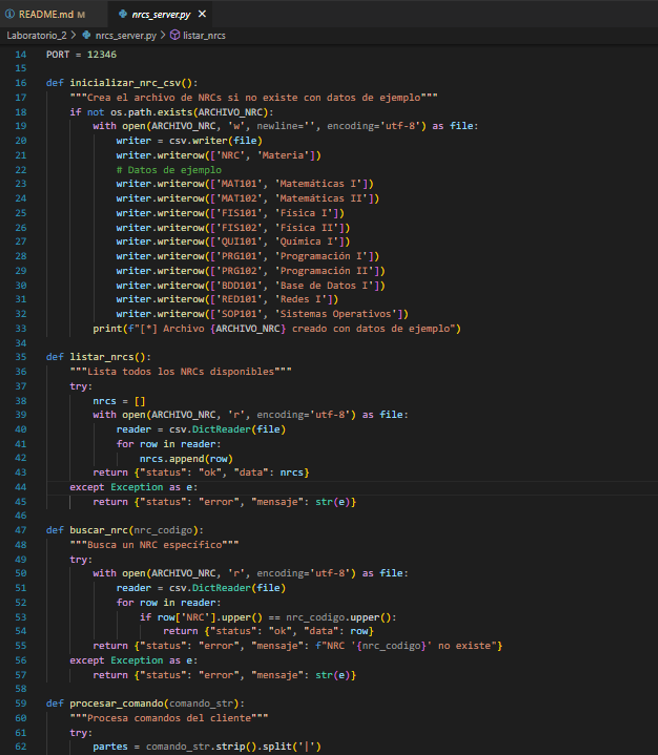 README.md M nrcs_server.py X
Laboratorio_2 > nrcs_server.py > listar_nrcs
14 PORT = 12346
15
16 def inicializar_nrc_csv():
17 """Crea el archivo de NRCs si no existe con datos de ejemplo"""
18 if not os.path.exists(ARCHIVO_NRC):
19 with open(ARCHIVO_NRC, 'w', newline='', encoding='utf-8') as file:
20 writer = csv.writer(file)
21 writer.writerow(['NRC', 'Materia'])
22 # Datos de ejemplo
23 writer.writerow(['MAT101', 'Matemáticas I'])
24 writer.writerow(['MAT102', 'Matemáticas II'])
25 writer.writerow(['FIS101', 'Física I'])
26 writer.writerow(['FIS102', 'Física II'])
27 writer.writerow(['QUI101', 'Química I'])
28 writer.writerow(['PRG101', 'Programación I'])
29 writer.writerow(['PRG102', 'Programación II'])
30 writer.writerow(['BDD101', 'Base de Datos I'])
31 writer.writerow(['RED101', 'Redes I'])
32 writer.writerow(['SOP101', 'Sistemas Operativos'])
33 print(f"[*] Archivo {ARCHIVO_NRC} creado con datos de ejemplo")
34
35 def listar_nrcs():
36 """Lista todos los NRCs disponibles"""
37 try:
38 nrcs = []
39 with open(ARCHIVO_NRC, 'r', encoding='utf-8') as file:
40 reader = csv.DictReader(file)
41 for row in reader:
42 nrcs.append(row)
43 return {"status": "ok", "data": nrcs}
44 except Exception as e:
45 return {"status": "error", "mensaje": str(e)}
46
47 def buscar_nrc(nrc_codigo):
48 """Busca un NRC específico"""
49 try:
50 with open(ARCHIVO_NRC, 'r', encoding='utf-8') as file:
51 reader = csv.DictReader(file)
52 for row in reader:
53 if row['NRC'].upper() == nrc_codigo.upper():
54 return {"status": "ok", "data": row}
55 return {"status": "error", "mensaje": f"NRC '{nrc_codigo}' no existe"}
56 except Exception as e:
57 return {"status": "error", "mensaje": str(e)}
58
59 def procesar_comando(comando_str):
60 """Procesa comandos del cliente"""
61 try:
62 partes = comando_str.strip().split('|')